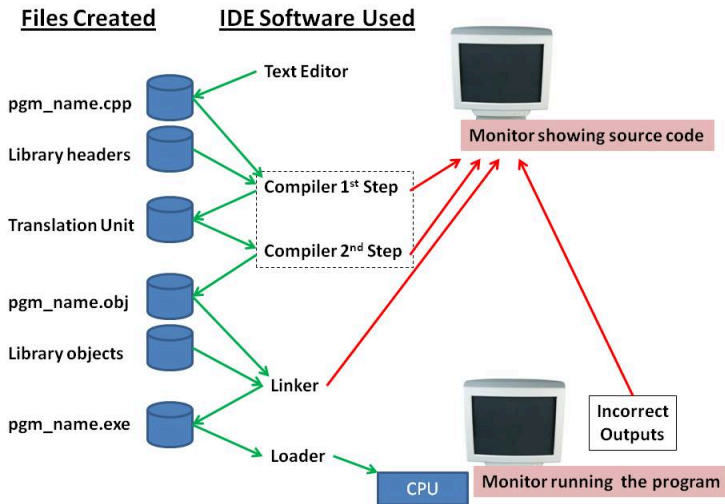 Files Created
IDE Software Used
Text Editor
pgm_name.cpp
Monitor showing source code
Library headers
Compiler 1st Step
Translation Unit
Compiler 2nd Step
pgm_name.obj
Library objects
Linker
Incorrect
Outputs
pgm_name.exe
Loader
CPU
Monitor running the program